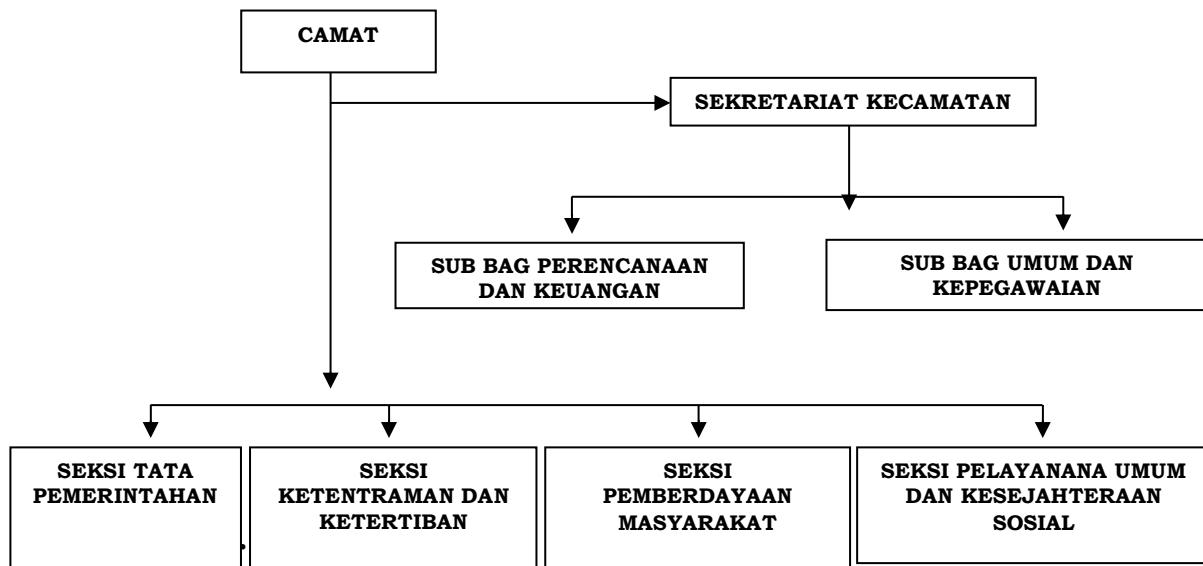 CAMAT
SEKRETARIAT KECAMATAN
SUB BAG PERENCANAAN
DAN KEUANGAN
SUB BAG UMUM DAN
KEPEGAWAIAN
SEKSI TATA
PEMERINTAHAN
SEKSI
KETENTRAMAN DAN
KETERTIBAN
SEKSI
PEMBERDAYAAN
MASYARAKAT
SEKSI PELAYANANA UMUM
DAN KESEJAHTERAAN
SOSIAL